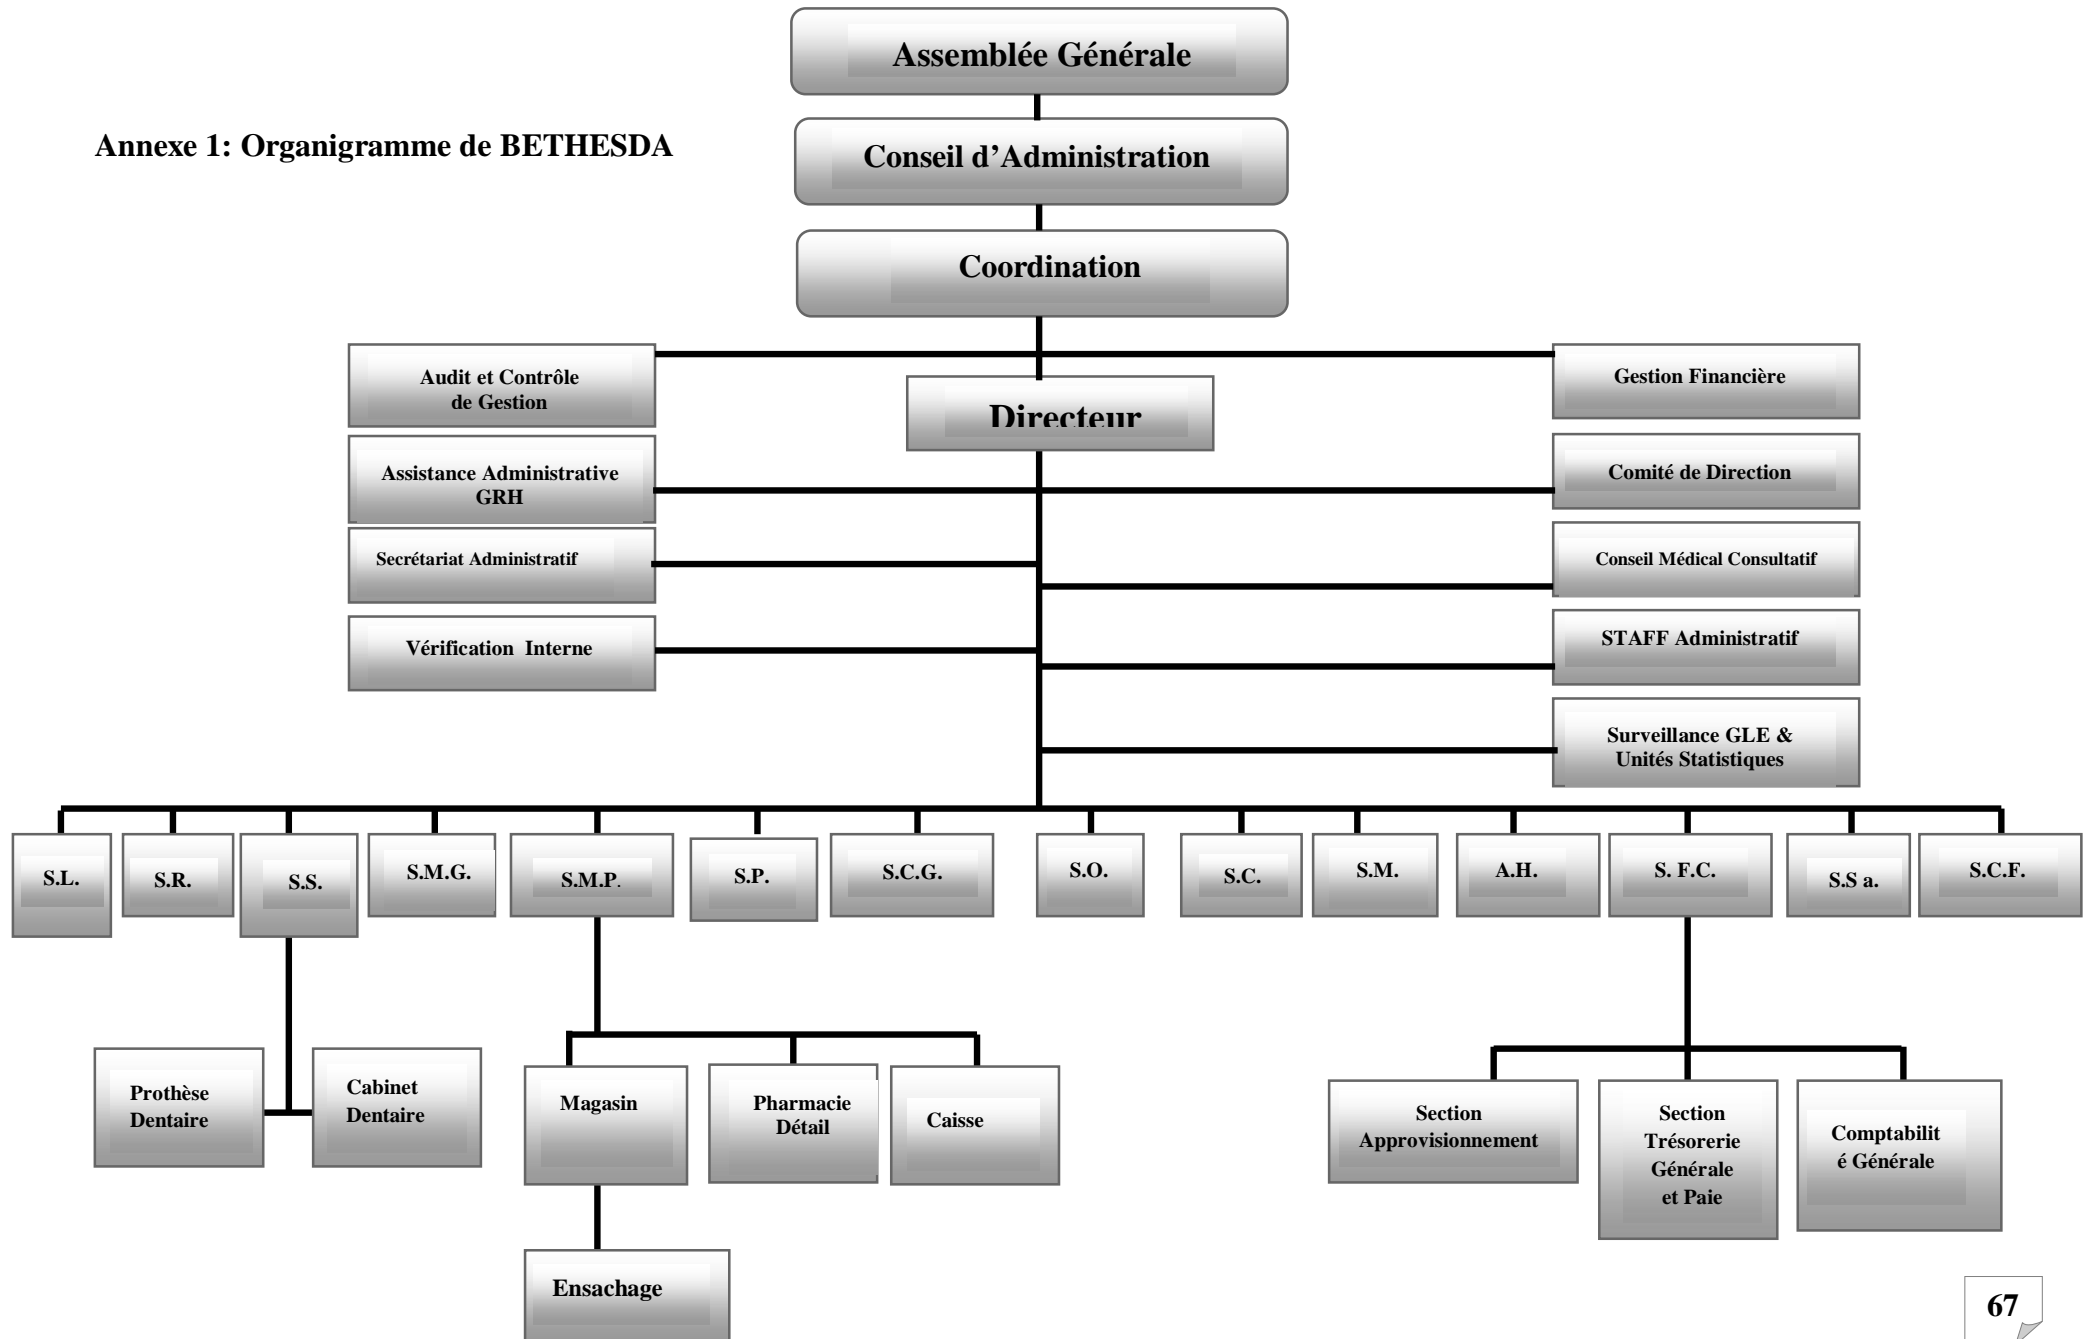 Assemblée Générale
Annexe 1: Organigramme de BETHESDA
Conseil d’Administration
Coordination
Audit et Contrôle
de Gestion
Gestion Financière
Directeur
Assistance Administrative
GRH
Comité de Direction
Secrétariat Administratif
Conseil Médical Consultatif
Vérification Interne
STAFF Administratif
Surveillance GLE &
Unités Statistiques
S.L.
S.R.
S.S.
S.M.G.
S.M.P.
S.P.
S.C.G.
S.O.
S.C.
S.M.
A.H.
S. F.C.
S.S a.
S.C.F.
Prothèse
Dentaire
Cabinet
Dentaire
Magasin
Pharmacie
Détail
Caisse
Section
Approvisionnement
Section
Trésorerie
Générale
et Paie
Comptabilit
é Générale
Ensachage
67